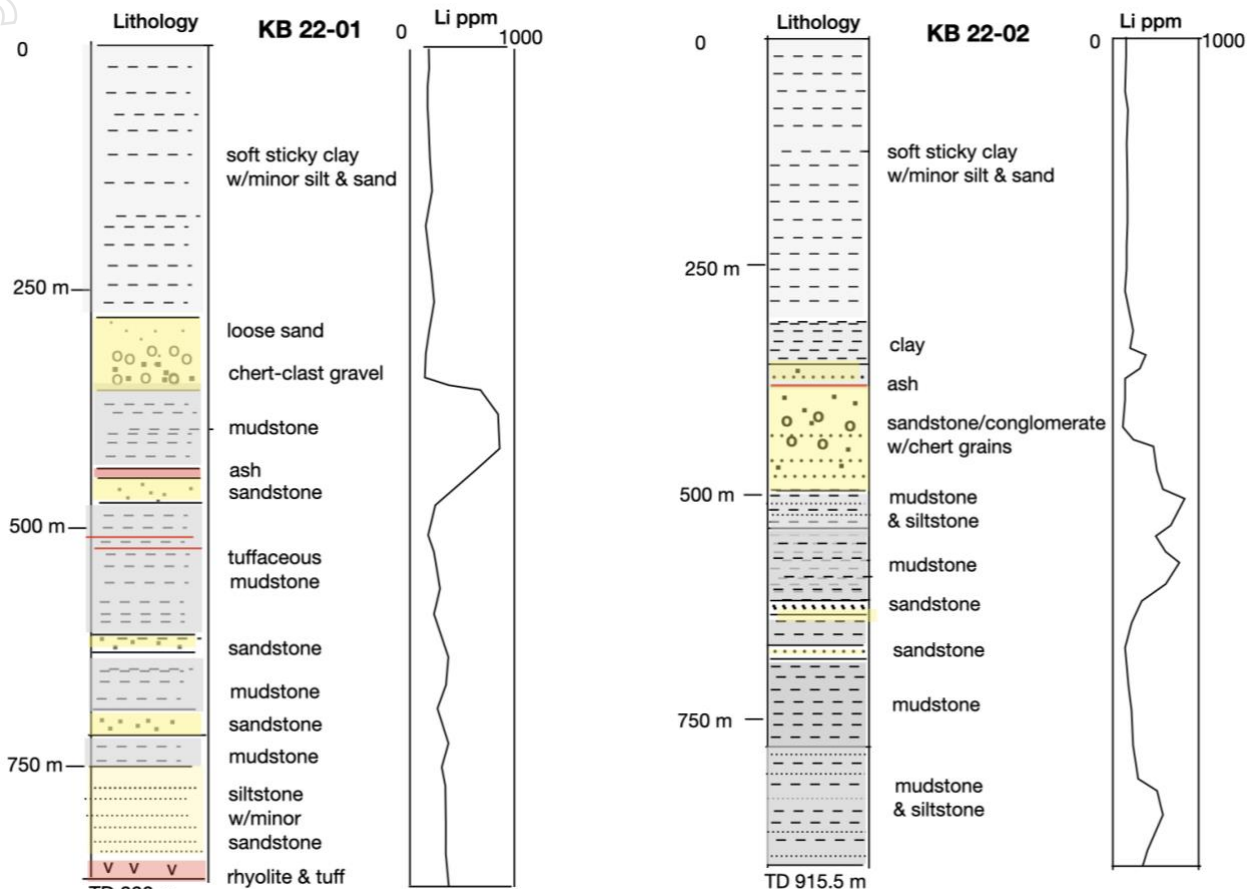 Lithology
KB 22-01
Li ppm
0
1000
0
soft sticky clay
w/minor silt & sand
250 m
loose sand
chert-clast gravel
mudstone
ash
sandstone
500 m
tuffaceous
mudstone
sandstone
mudstone
sandstone
mudstone
750 m
siltstone
w/minor
sandstone
v v v
rhyolite & tuff
Lithology
KB 22-02
Li ppm
0
1000
0
soft sticky clay
w/minor silt & sand
250 m
clay
ash
sandstone/conglomerate
w/chert grains
500 m
mudstone
& siltstone
mudstone
sandstone
sandstone
mudstone
750 m
mudstone
& siltstone
TD 915.5 m